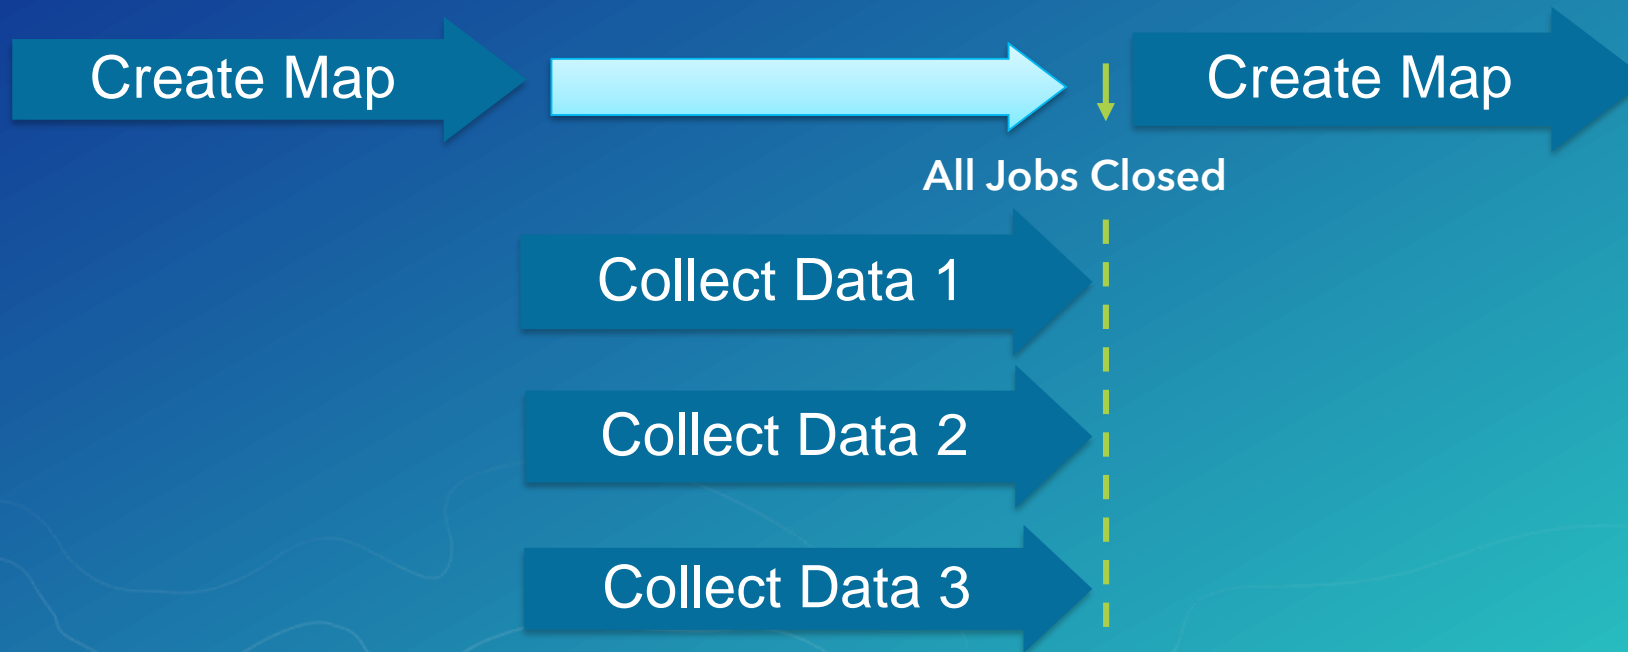 Create Map
Create Map
All Jobs Closed
Collect Data 1
Collect Data 2
Collect Data 3